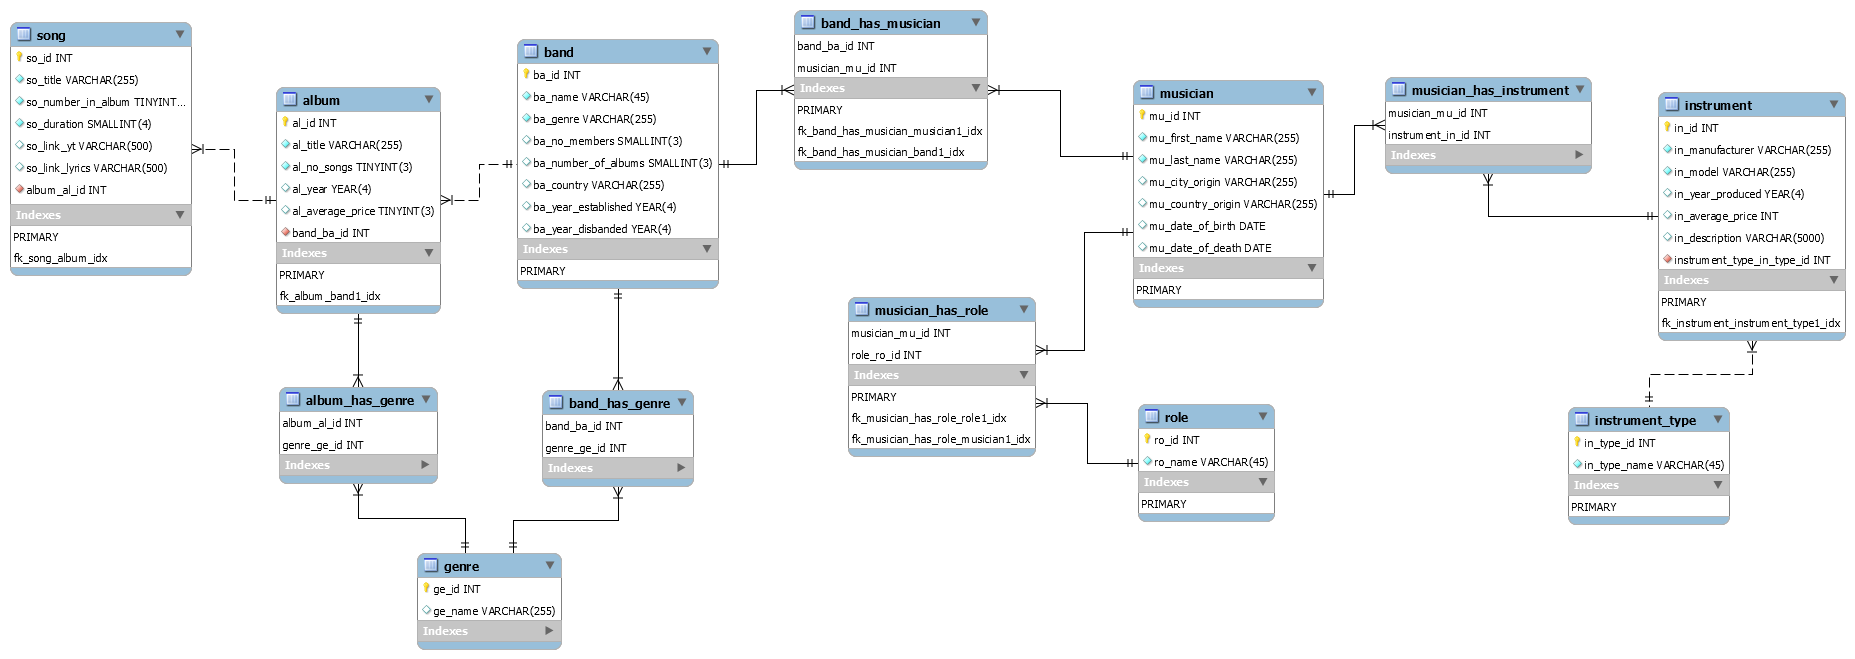 song
so_id INT
so_title VARCHAR(255)
so_number_in_album TINYINT...
so_duration SMALLINT(4)
so_link_yt VARCHAR(500)
so_link_lyrics VARCHAR(500)
album_al_id INT
Indexes
PRIMARY
fk_song_album_idx
album
al_id INT
al_title VARCHAR(255)
al_no_songs TINYINT(3)
al_year YEAR(4)
al_average_price TINYINT(3)
band_ba_id INT
Indexes
PRIMARY
fk_album_band1_idx
band
ba_id INT
ba_name VARCHAR(45)
ba_genre VARCHAR(255)
ba_no_members SMALLINT(3)
ba_number_of_albums SMALLINT(3)
ba_country VARCHAR(255)
ba_year_established YEAR(4)
ba_year_disbanded YEAR(4)
Indexes
PRIMARY
band_has_musician
band_ba_id INT
musician_mu_id INT
Indexes
PRIMARY
fk_band_has_musician_musician1_idx
fk_band_has_musician_band1_idx
musician
mu_id INT
mu_first_name VARCHAR(255)
mu_last_name VARCHAR(255)
mu_city_origin VARCHAR(255)
mu_country_origin VARCHAR(255)
mu_date_of_birth DATE
mu_date_of_death DATE
Indexes
PRIMARY
musician_has_instrument
musician_mu_id INT
instrument_in_id INT
Indexes
instrument
in_id INT
in_manufacturer VARCHAR(255)
in_model VARCHAR(255)
in_year_produced YEAR(4)
in_average_price INT
in_description VARCHAR(5000)
instrument_type_in_type_id INT
Indexes
PRIMARY
fk_instrument_instrument_type1_idx
album_has_genre
album_al_id INT
genre_ge_id INT
Indexes
band_has_genre
band_ba_id INT
genre_ge_id INT
Indexes
musician_has_role
musician_mu_id INT
role_ro_id INT
Indexes
PRIMARY
fk_musician_has_role_role1_idx
fk_musician_has_role_musician1_idx
role
ro_id INT
ro_name VARCHAR(45)
Indexes
PRIMARY
instrument_type
in_type_id INT
in_type_name VARCHAR(45)
Indexes
PRIMARY
genre
ge_id INT
ge_name VARCHAR(255)
Indexes